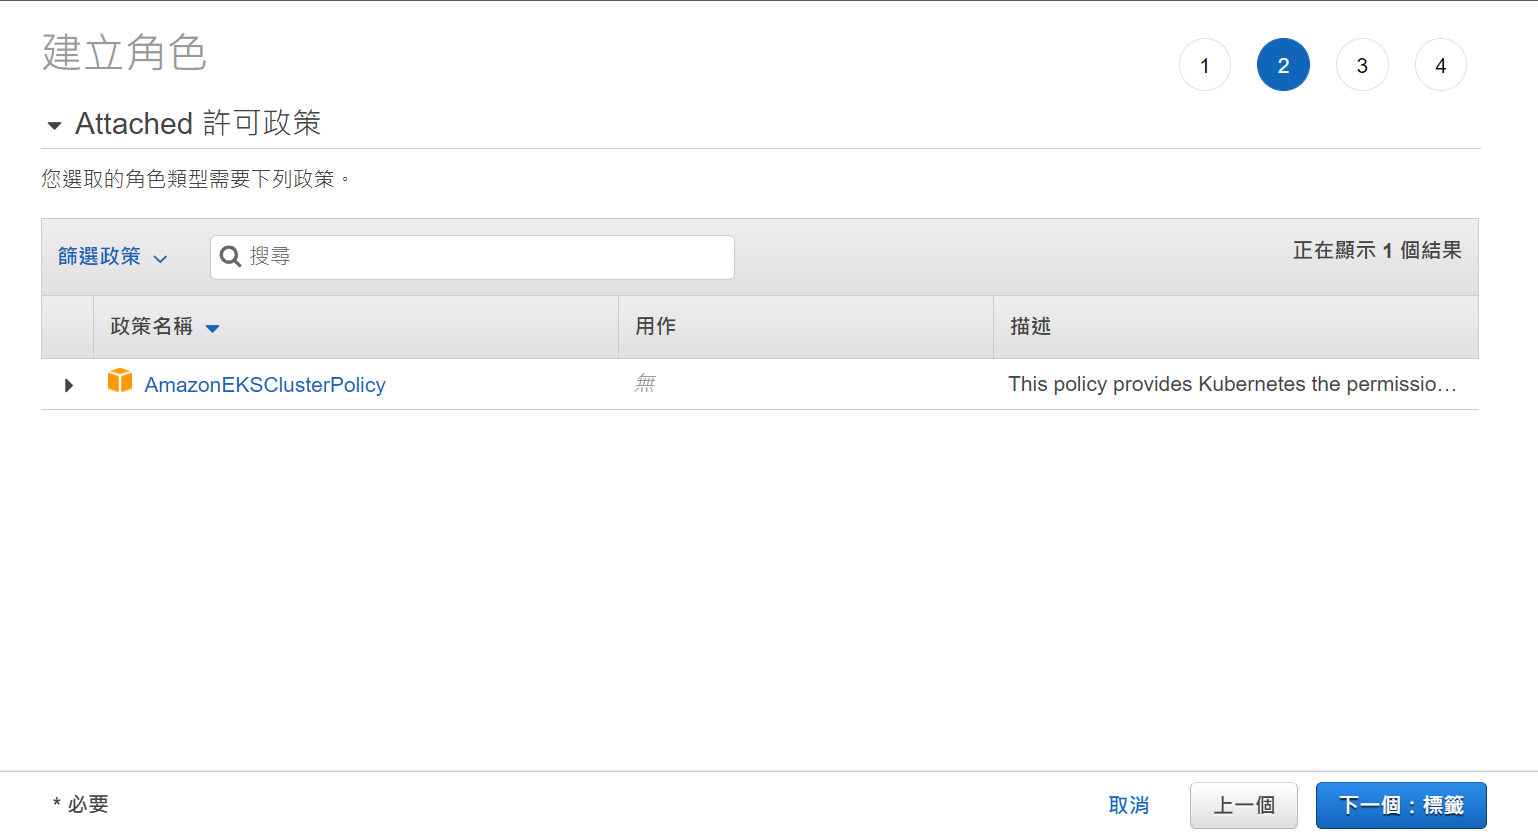 建立角色
1 2 3 4
Attached 許可政策
您選取的角色類型需要下列政策。
篩選政策 搜尋 正在顯示 1 個結果
政策名稱 用作 描述
AmazonEKSClusterPolicy 無 This policy provides Kubernetes the permissio...
* 必要 取消 上一個 下一個：標籤